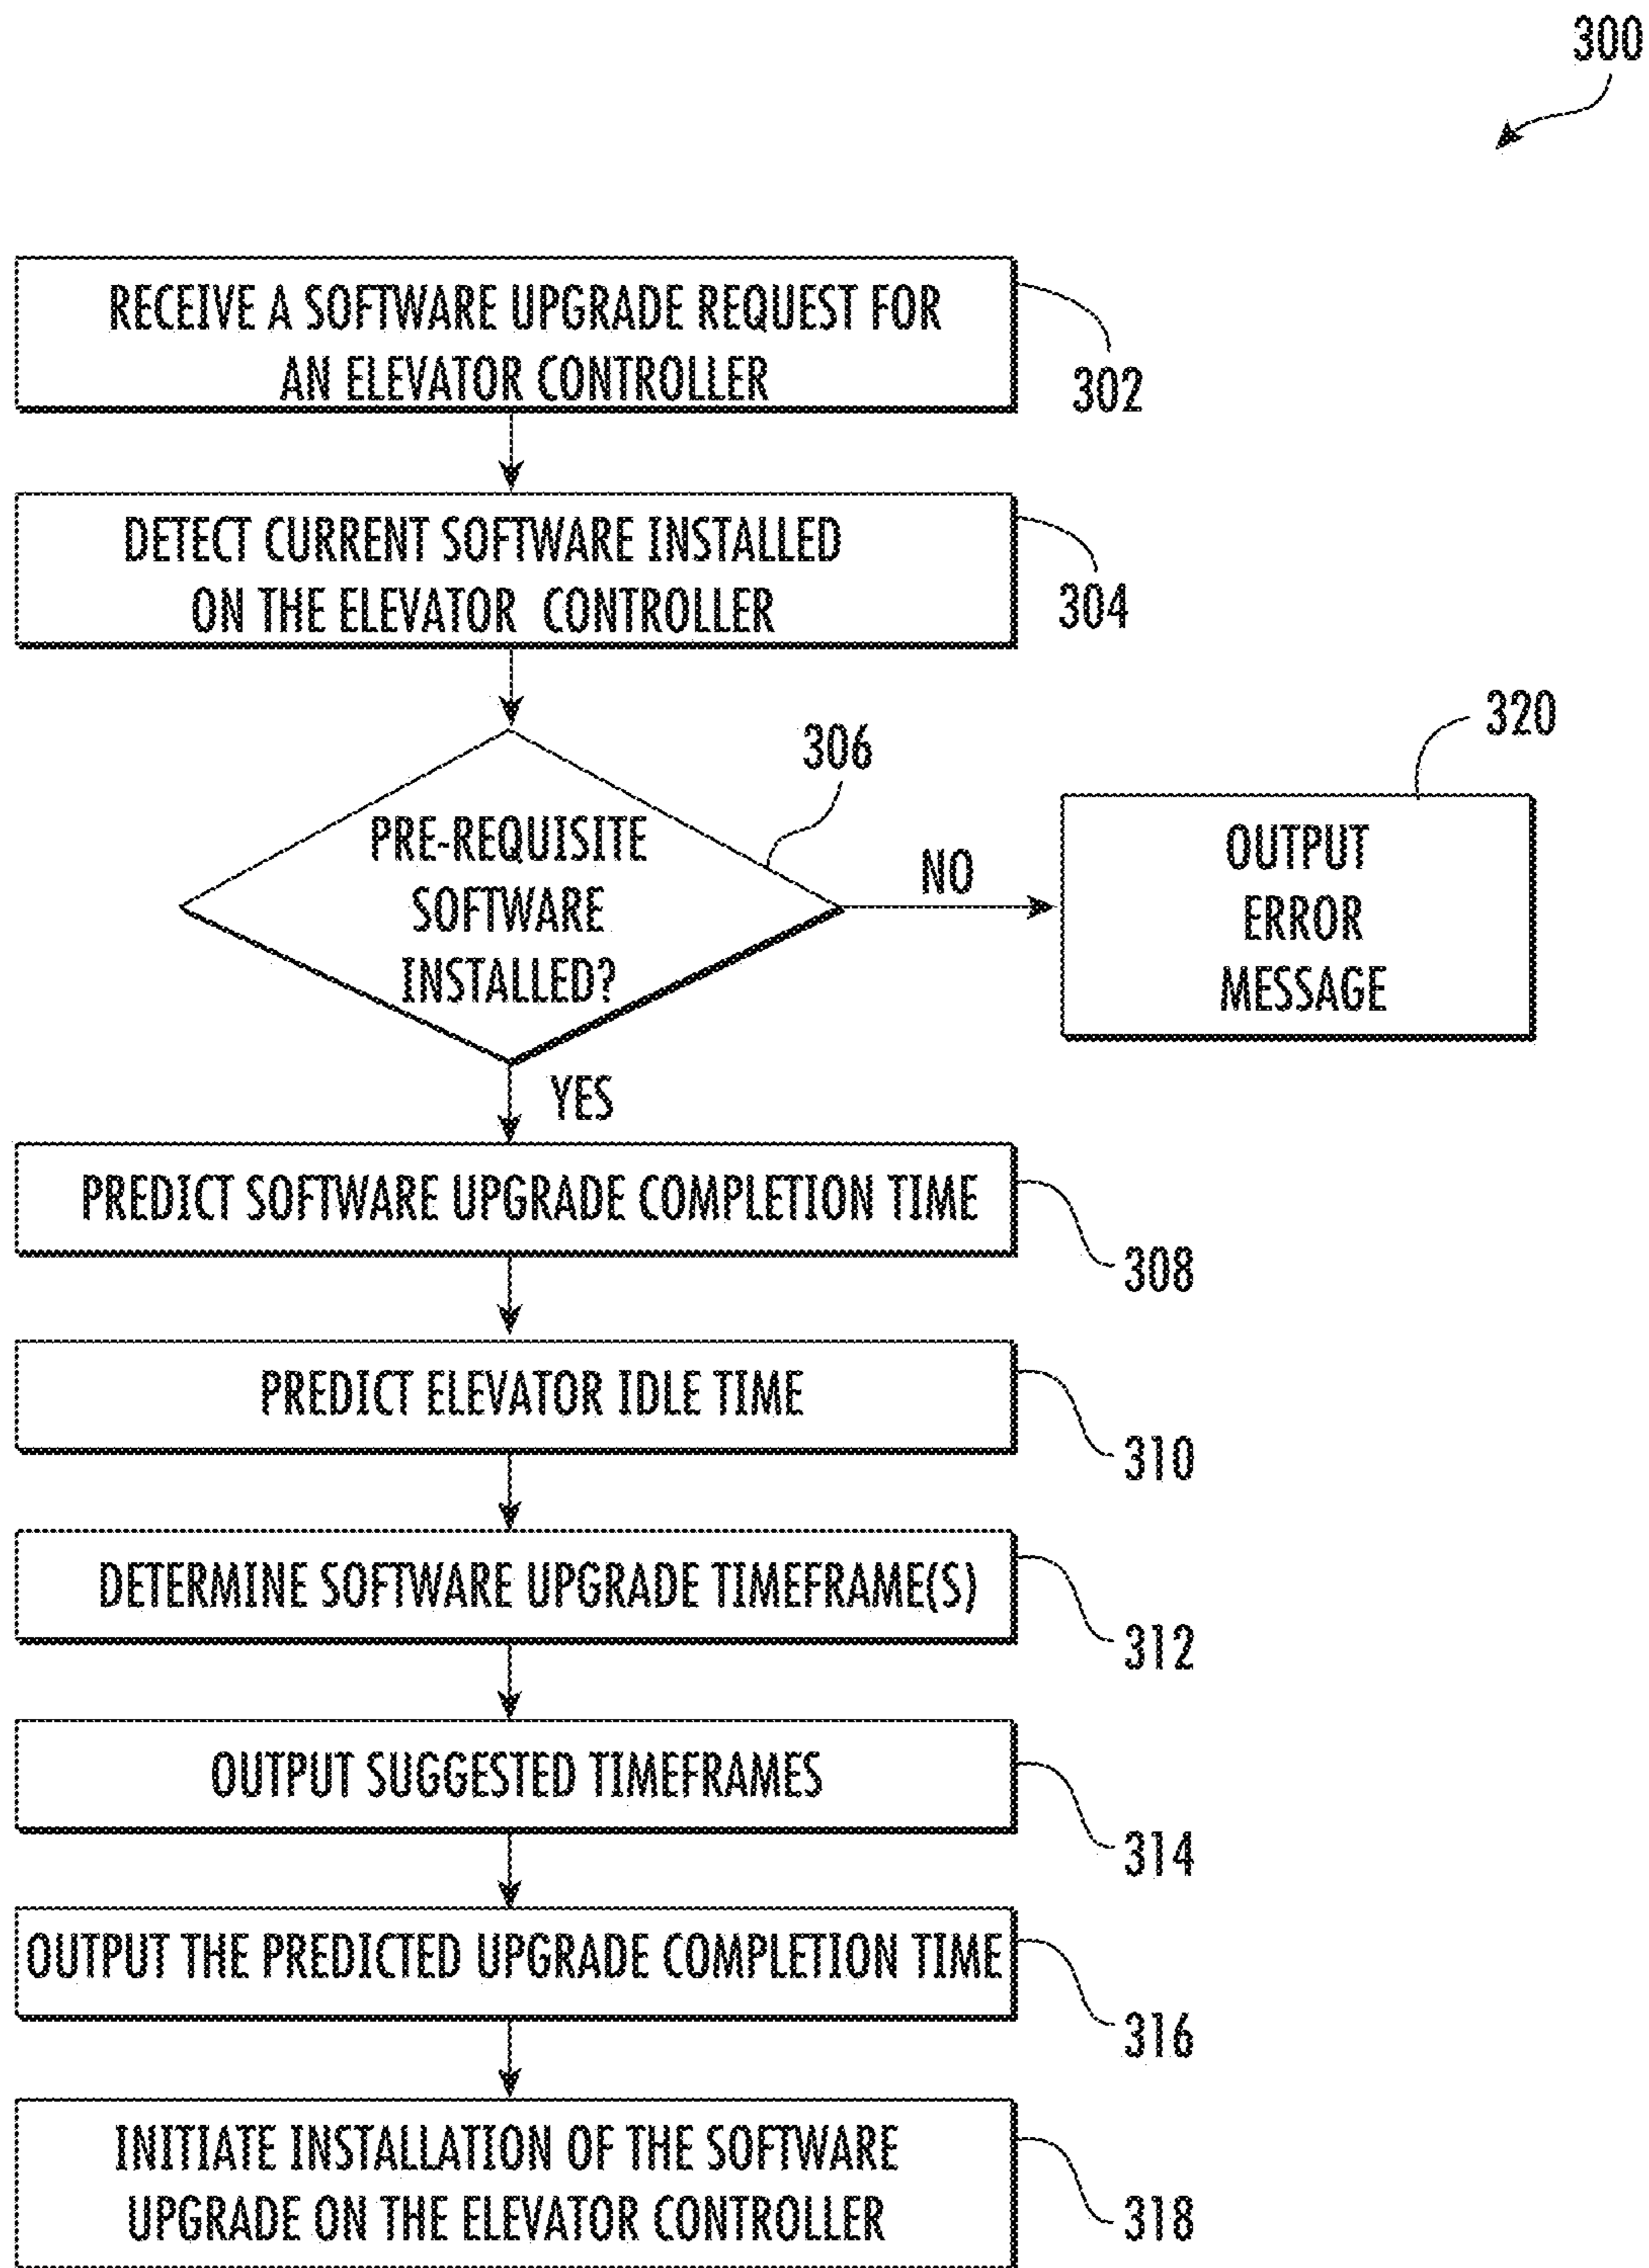 300
RECEIVE A SOFTWARE UPGRADE REQUEST FOR
AN ELEVATOR CONTROLLER
302
DETECT CURRENT SOFTWARE INSTALLED
ON THE ELEVATOR CONTROLLER
304
306
PRE-REQUISITE
SOFTWARE
INSTALLED?
NO
320
OUTPUT
ERROR
MESSAGE
YES
PREDICT SOFTWARE UPGRADE COMPLETION TIME
308
PREDICT ELEVATOR IDLE TIME
310
DETERMINE SOFTWARE UPGRADE TIMEFRAME(S)
312
OUTPUT SUGGESTED TIMEFRAMES
314
OUTPUT THE PREDICTED UPGRADE COMPLETION TIME
316
INITIATE INSTALLATION OF THE SOFTWARE
UPGRADE ON THE ELEVATOR CONTROLLER
318